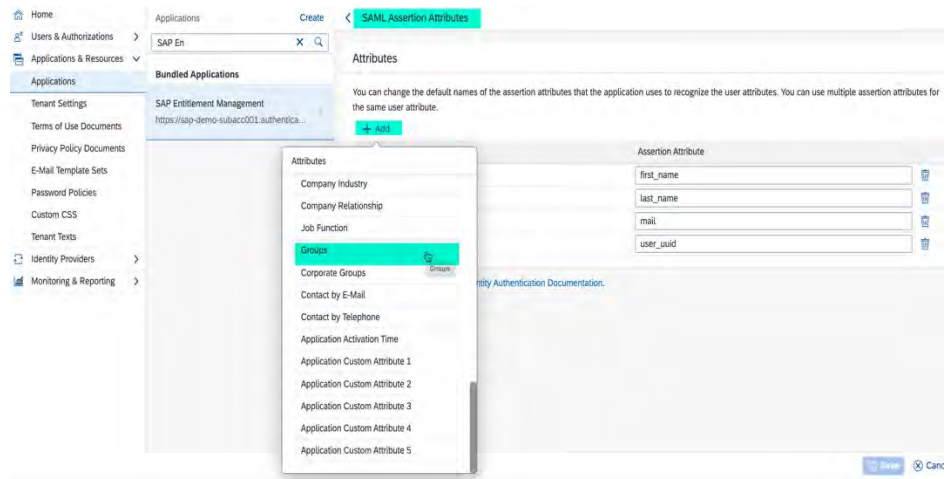 Home
Users & Authorizations
Applications & Resources
Applications
Tenant Settings
Terms of Use Documents
Privacy Policy Documents
E-Mail Template Sets
Password Policies
Custom CSS
Tenant Texts
Identity Providers
Monitoring & Reporting
Applications
Create
SAP En
Bundled Applications
SAP Entitlement Management
https://sap-demo-subacc001.authentica...
SAML Assertion Attributes
Attributes
You can change the default names of the assertion attributes that the application uses to recognize the user attributes. You can use multiple assertion attributes for
the same user attribute.
+ Add
Assertion Attribute
first_name
last_name
mail
user_uuid
ntity Authentication Documentation.
Attributes
Company Industry
Company Relationship
Job Function
Groups
Groups
Corporate Groups
Contact by E-Mail
Contact by Telephone
Application Activation Time
Application Custom Attribute 1
Application Custom Attribute 2
Application Custom Attribute 3
Application Custom Attribute 4
Application Custom Attribute 5
Save
Canc